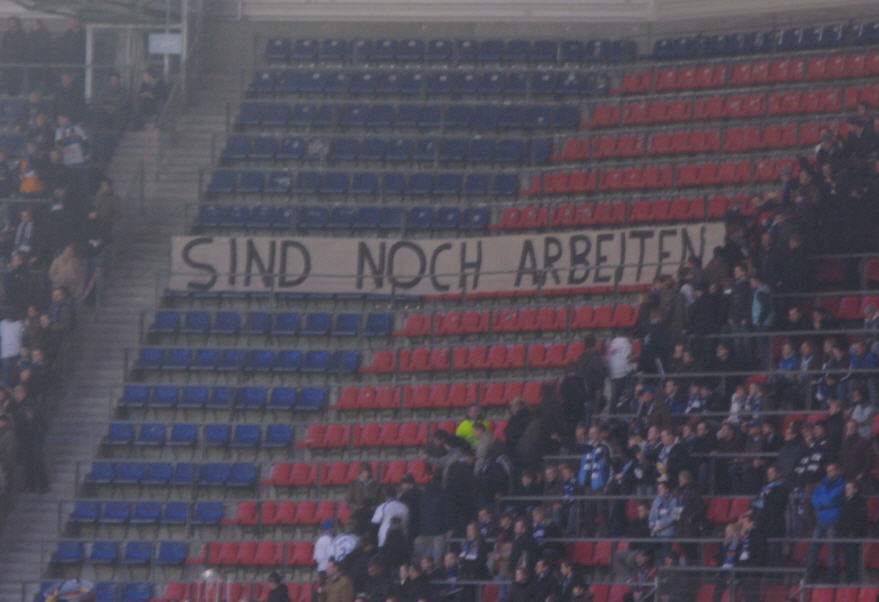 SIND NOCH ARBEITEN